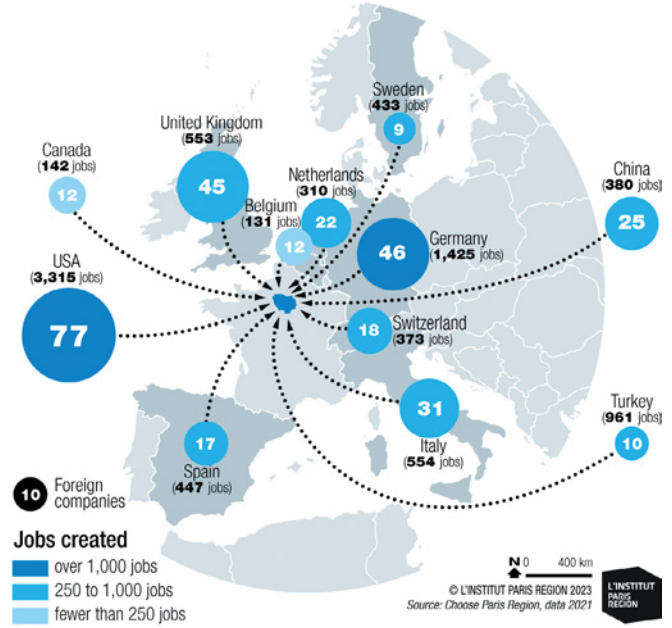 Sweden
(433 jobs)
9
United Kingdom
(553 jobs)
45
Canada
(142 jobs)
12
Netherlands
(310 jobs)
22
Belgium
(131 jobs)
12
China
(380 jobs)
25
USA
(3,315 jobs)
77
46
Germany
(1,425 jobs)
18
Switzerland
(373 jobs)
31
Italy
(554 jobs)
Turkey
(961 jobs)
10
17
Spain
(447 jobs)
10
Foreign
companies
Jobs created
over 1,000 jobs
250 to 1,000 jobs
fewer than 250 jobs
N 0 400 km
© L'INSTITUT PARIS REGION 2023
Source: Choose Paris Region, data 2021
L'INSTITUT
PARIS
REGION